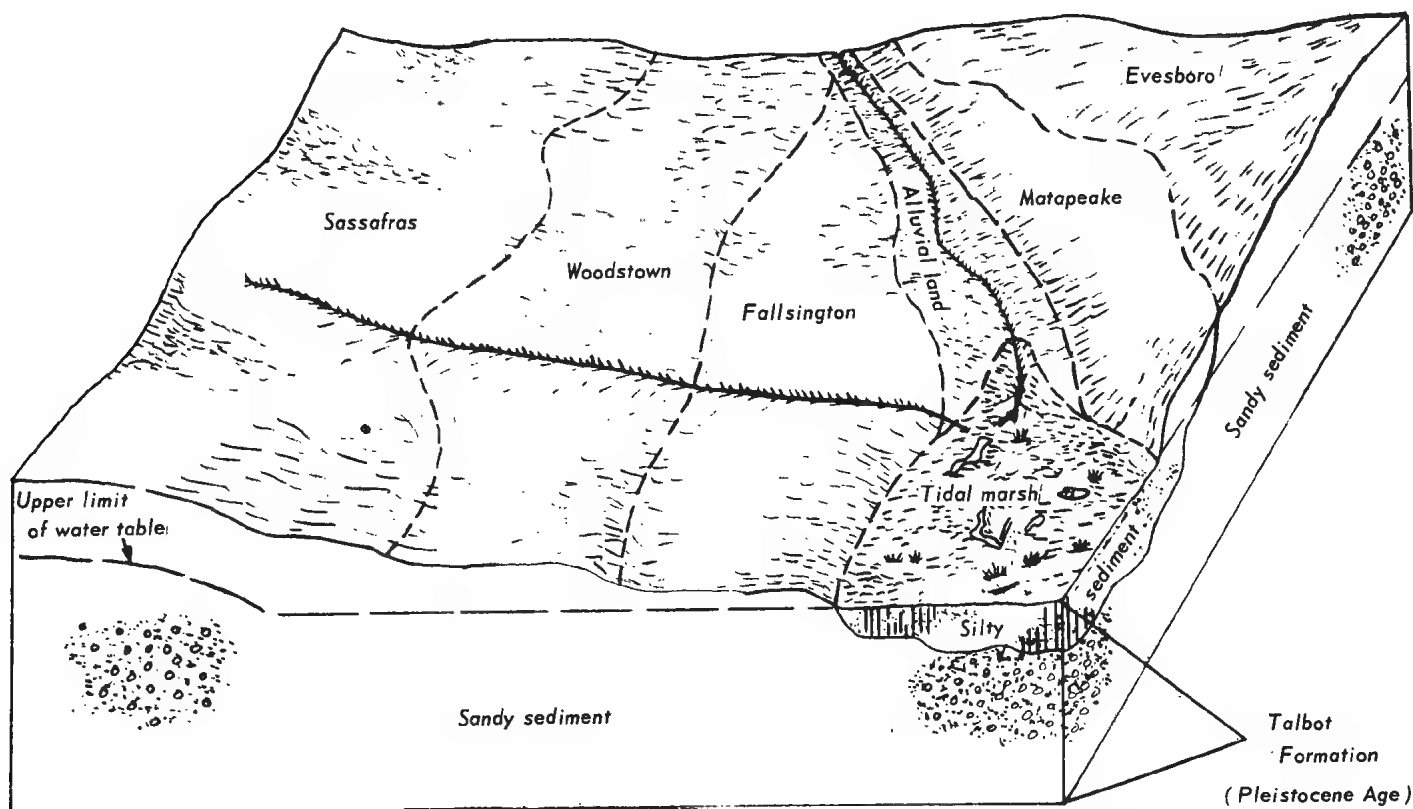 Evesboro
Matapeake
Sassafras
Alluvial land
Woodstown
Fallsington
Sandy sediment
Tidal marsh
Upper limit
of water table
sediment
Silty
Sandy sediment
Talbot
Formation
(Pleistocene Age)